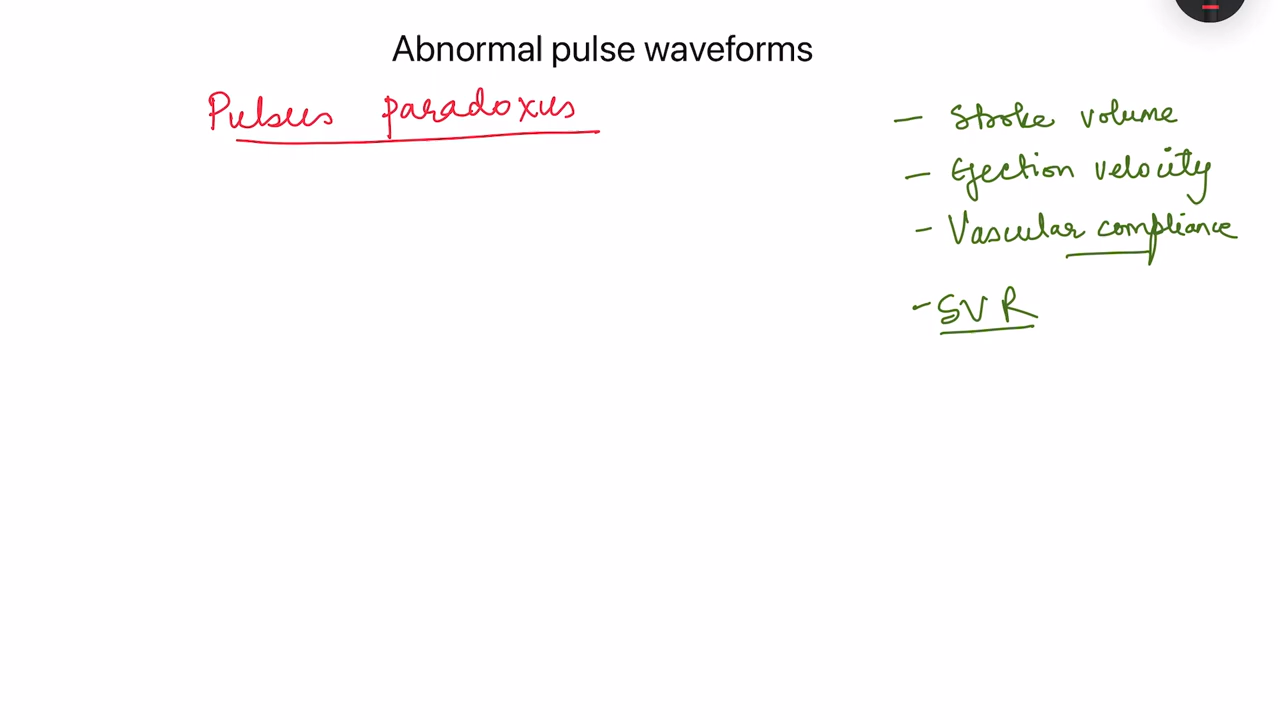 Abnormal pulse waveforms
Pulsus paradoxus
- Stroke volume
- Ejection velocity
- Vascular compliance
- SVR